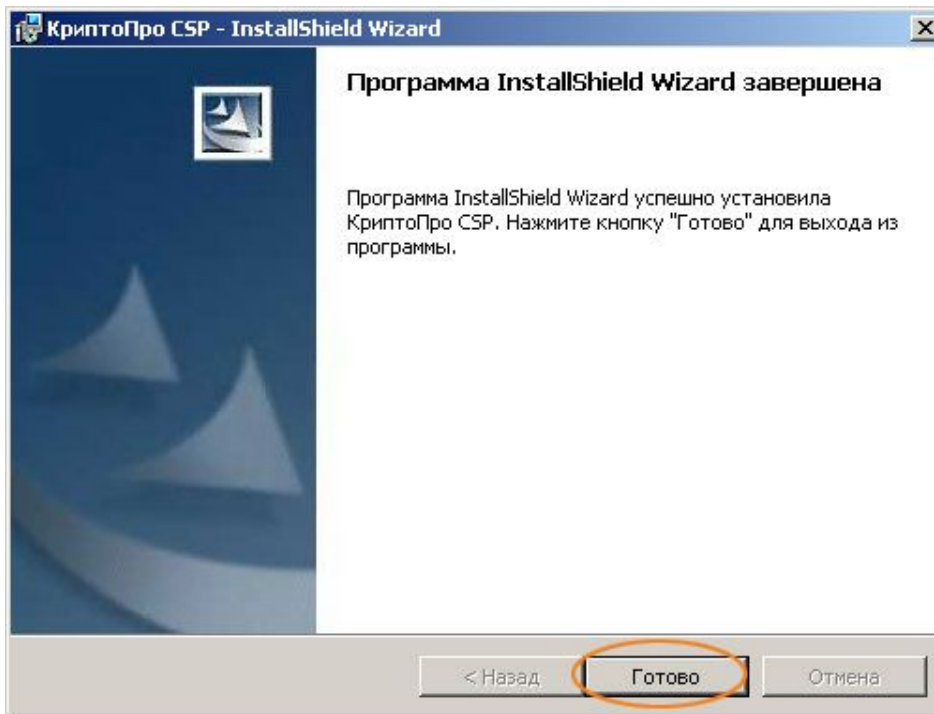 КриптоПро CSP - InstallShield Wizard
Программа InstallShield Wizard завершена
Программа InstallShield Wizard успешно установила
КриптоПро CSP. Нажмите кнопку "Готово" для выхода из
программы.
< Назад Готово Отмена